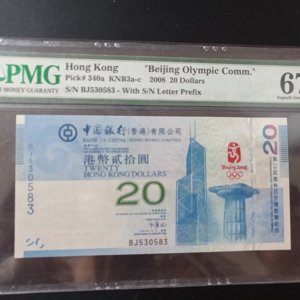 PMG
Hong Kong "Beijing Olympic Comm."
Pick# 340a KNB3a-c 2008 20 Dollars
S/N BJ530583 - With S/N Letter Prefix
67
中國銀行(香港)有限公司
BANK OF CHINA (HONG KONG) LIMITED
港幣貳拾圓
TWENTY
HONG KONG DOLLARS
20
BJ530583
BJ530583
20
Beijing 2008